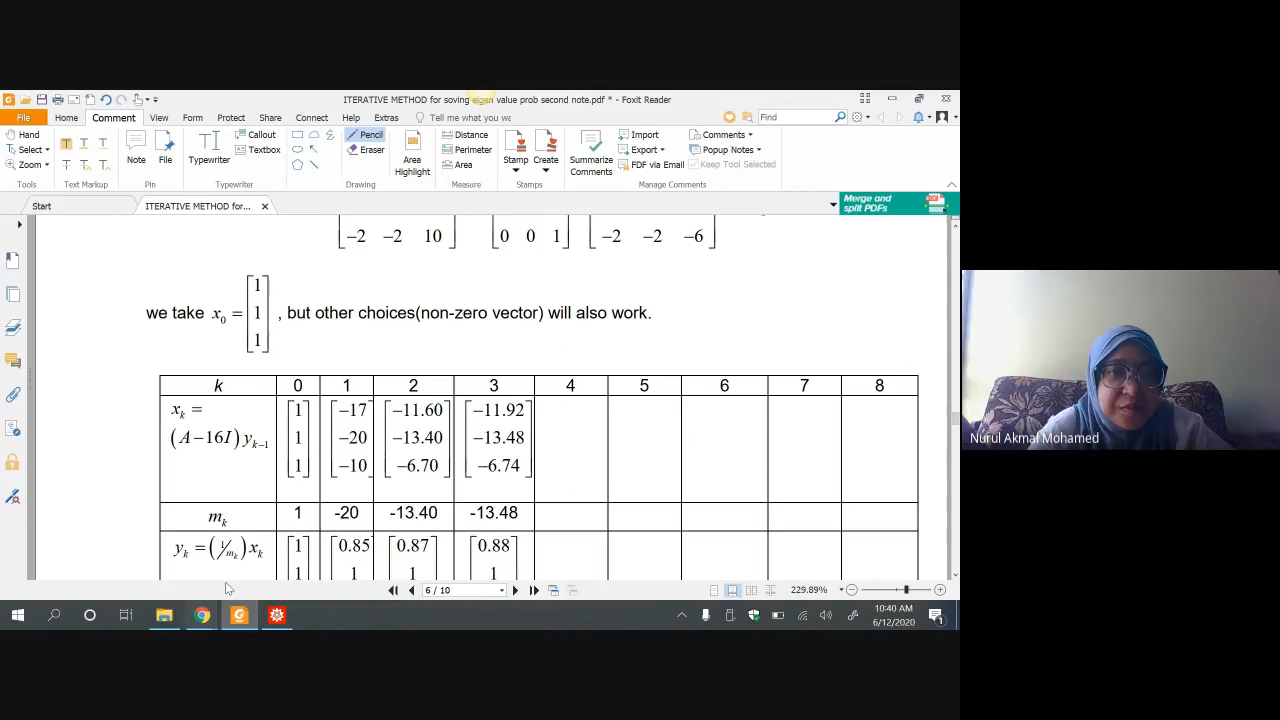 ITERATIVE METHOD for soving eigen value prob second note.pdf * - Foxit Reader
File Home Comment View Form Protect Share Connect Help Extras Tell me what you wa Find
Hand
Select
Zoom
Tools
Text Markup
Note
File
Pin
Typewriter
Callout
Textbox
Typewriter
Pencil
Eraser
Drawing
Area
Highlight
Distance
Perimeter
Area
Measure
Stamp
Create
Stamps
Summarize
Comments
Import
Export
FDF via Email
Comments
Popup Notes
Keep Tool Selected
Manage Comments
Start
ITERATIVE METHOD for...
Merge and
split PDFs
−2 −2 10 0 0 1 −2 −2 −6
we take x0 = [1 1 1] , but other choices(non-zero vector) will also work.
k 0 1 2 3 4 5 6 7 8
xk = 1 −17 −11.60 −11.92
(A−16I) yk−1 1 −20 −13.40 −13.48
1 −10 −6.70 −6.74
mk 1 -20 -13.40 -13.48
yk = (1/mk) xk 1 0.85 0.87 0.88
1 1 1 1
6 / 10
229.89%
10:40 AM
6/12/2020
1
Nurul Akmal Mohamed